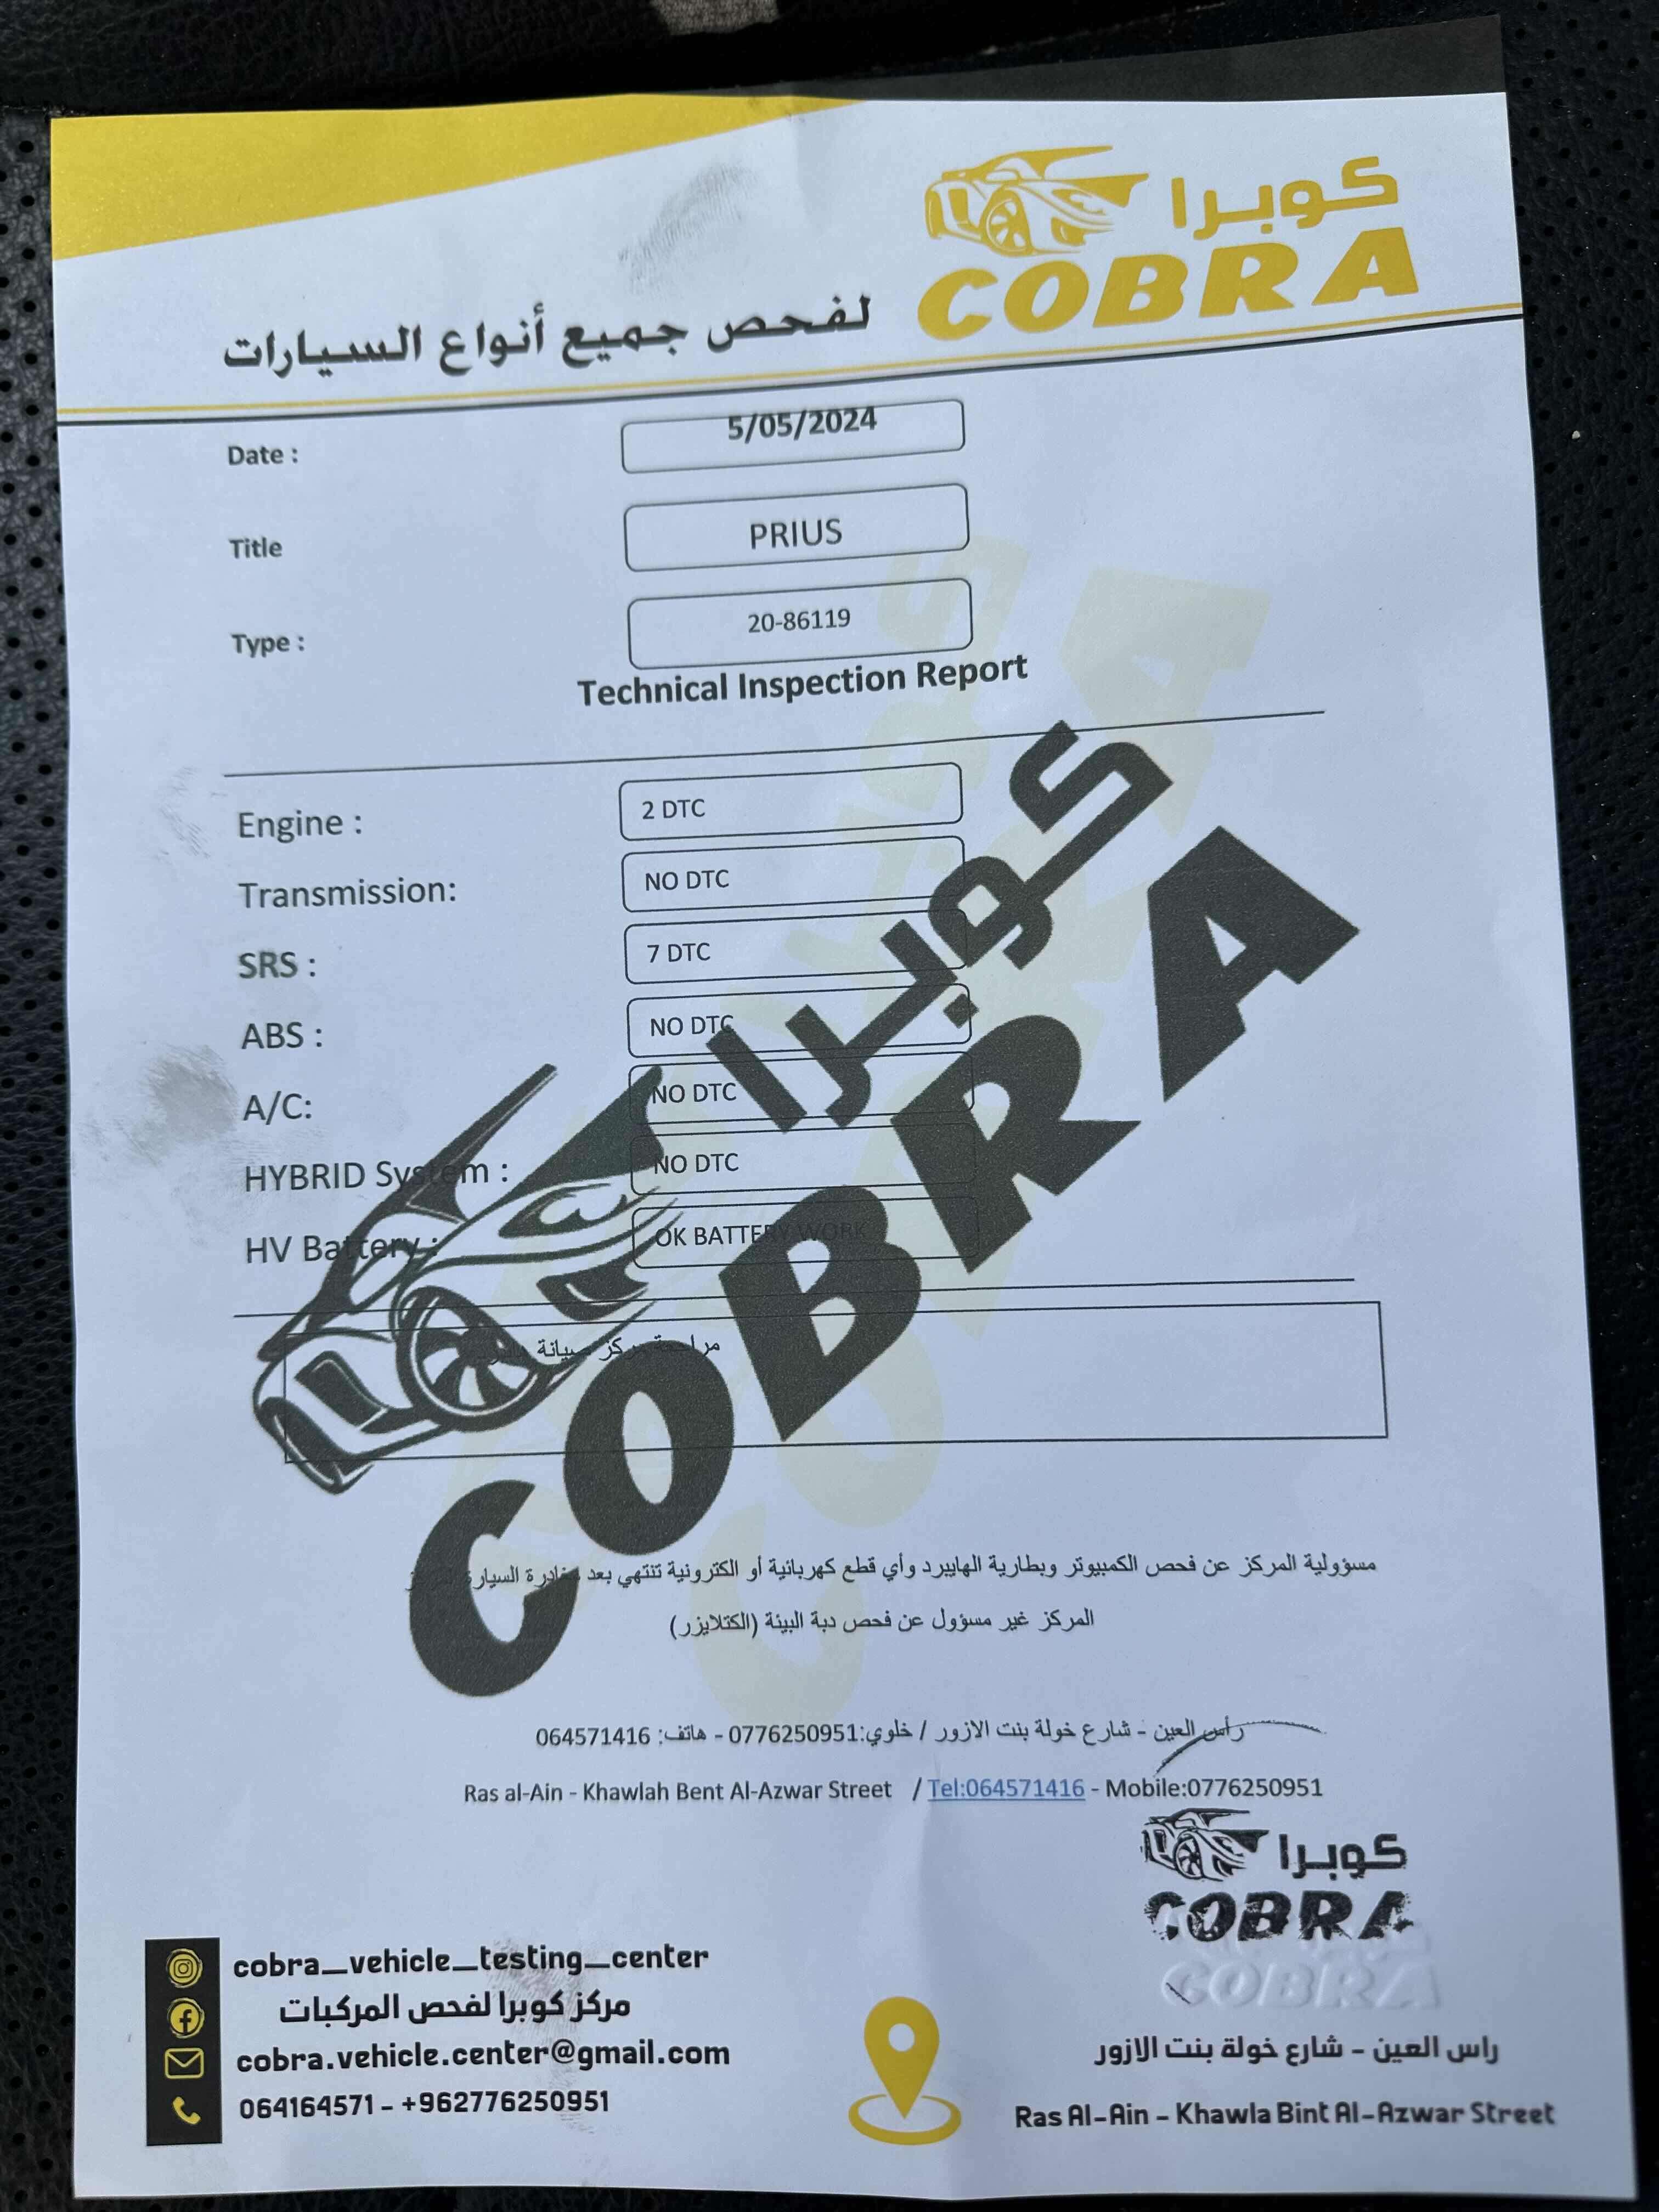 كوبرا
COBRA
لفحص جميع أنواع السيارات
Date : 5/05/2024
Title PRIUS
Type : 20-86119
Technical Inspection Report
Engine : 2 DTC
Transmission: NO DTC
SRS : 7 DTC
ABS : NO DTC
A/C: NO DTC
HYBRID System : NO DTC
HV Battery : OK BATTERY WORK
كوبرا
COBRA
مراجعة مركز صيانة
مسؤولية المركز عن فحص الكمبيوتر وبطارية الهايبرد وأي قطع كهربائية أو الكترونية تنتهي بعد مغادرة السيارة
المركز غير مسؤول عن فحص دبة البيئة (الكتلايزر)
رأس العين - شارع خولة بنت الازور / خلوي:0776250951 - هاتف: 064571416
Ras al-Ain - Khawlah Bent Al-Azwar Street / Tel:064571416 - Mobile:0776250951
كوبرا
COBRA
COBRA
cobra_vehicle_testing_center
مركز كوبرا لفحص المركبات
cobra.vehicle.center@gmail.com
064164571 - +962776250951
راس العين - شارع خولة بنت الازور
Ras Al-Ain - Khawla Bint Al-Azwar Street